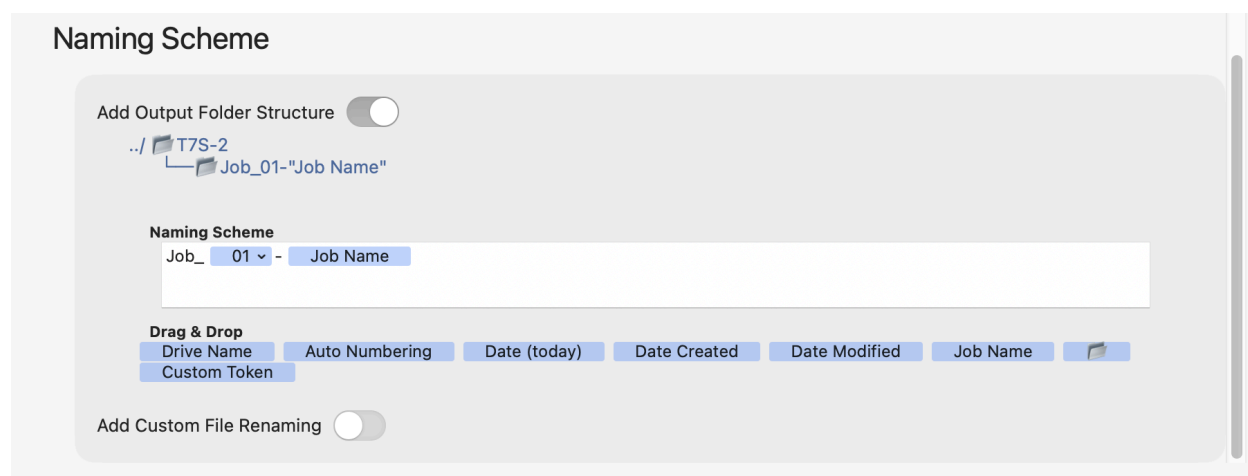 Naming Scheme
Add Output Folder Structure
../ T7S-2
Job_01-"Job Name"
Naming Scheme
Job_ 01 - Job Name
Drag & Drop
Drive Name Auto Numbering Date (today) Date Created Date Modified Job Name
Custom Token
Add Custom File Renaming